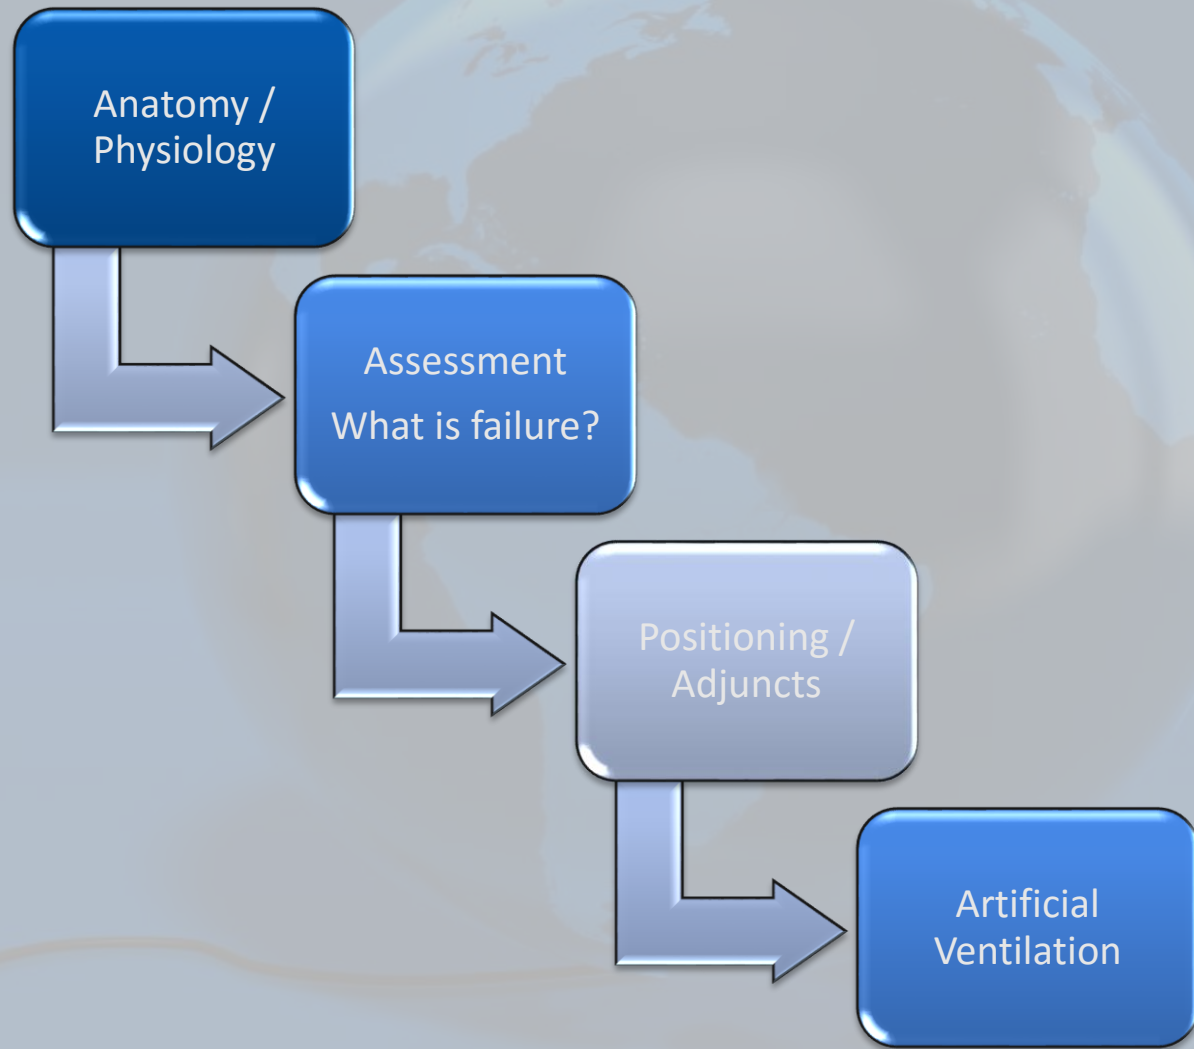 Anatomy /
Physiology
Assessment
What is failure?
Positioning /
Adjuncts
Artificial
Ventilation